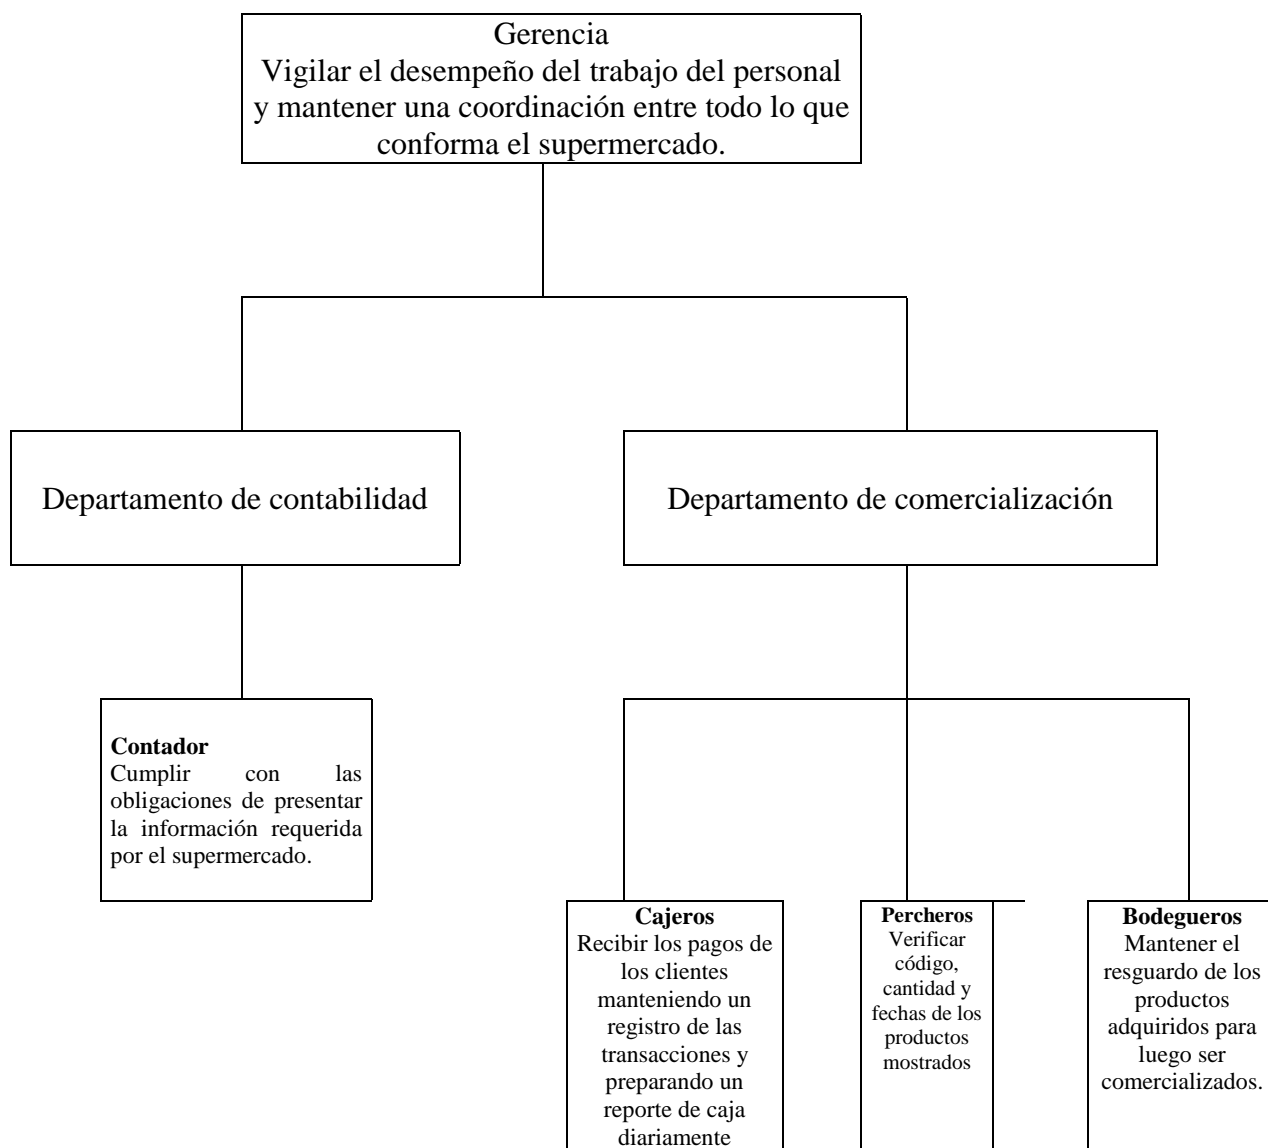 Gerencia
Vigilar el desempeño del trabajo del personal
y mantener una coordinación entre todo lo que
conforma el supermercado.
Departamento de contabilidad
Departamento de comercialización
Contador
Cumplir con las
obligaciones de presentar
la información requerida
por el supermercado.
Cajeros
Recibir los pagos de
los clientes
manteniendo un
registro de las
transacciones y
preparando un
reporte de caja
diariamente
Percheros
Verificar
código,
cantidad y
fechas de los
productos
mostrados
Bodegueros
Mantener el
resguardo de los
productos
adquiridos para
luego ser
comercializados.